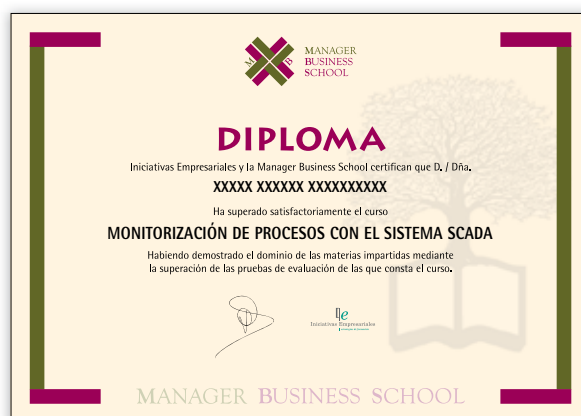 M B
MANAGER
BUSINESS
SCHOOL
DIPLOMA
Iniciativas Empresariales y la Manager Business School certifican que D. / Dña.
XXXXX XXXXXX XXXXXXXXXX
Ha superado satisfactoriamente el curso
MONITORIZACIÓN DE PROCESOS CON EL SISTEMA SCADA
Habiendo demostrado el dominio de las materias impartidas mediante
la superación de las pruebas de evaluación de las que consta el curso.
Iniciativas Empresariales
MANAGER BUSINESS SCHOOL